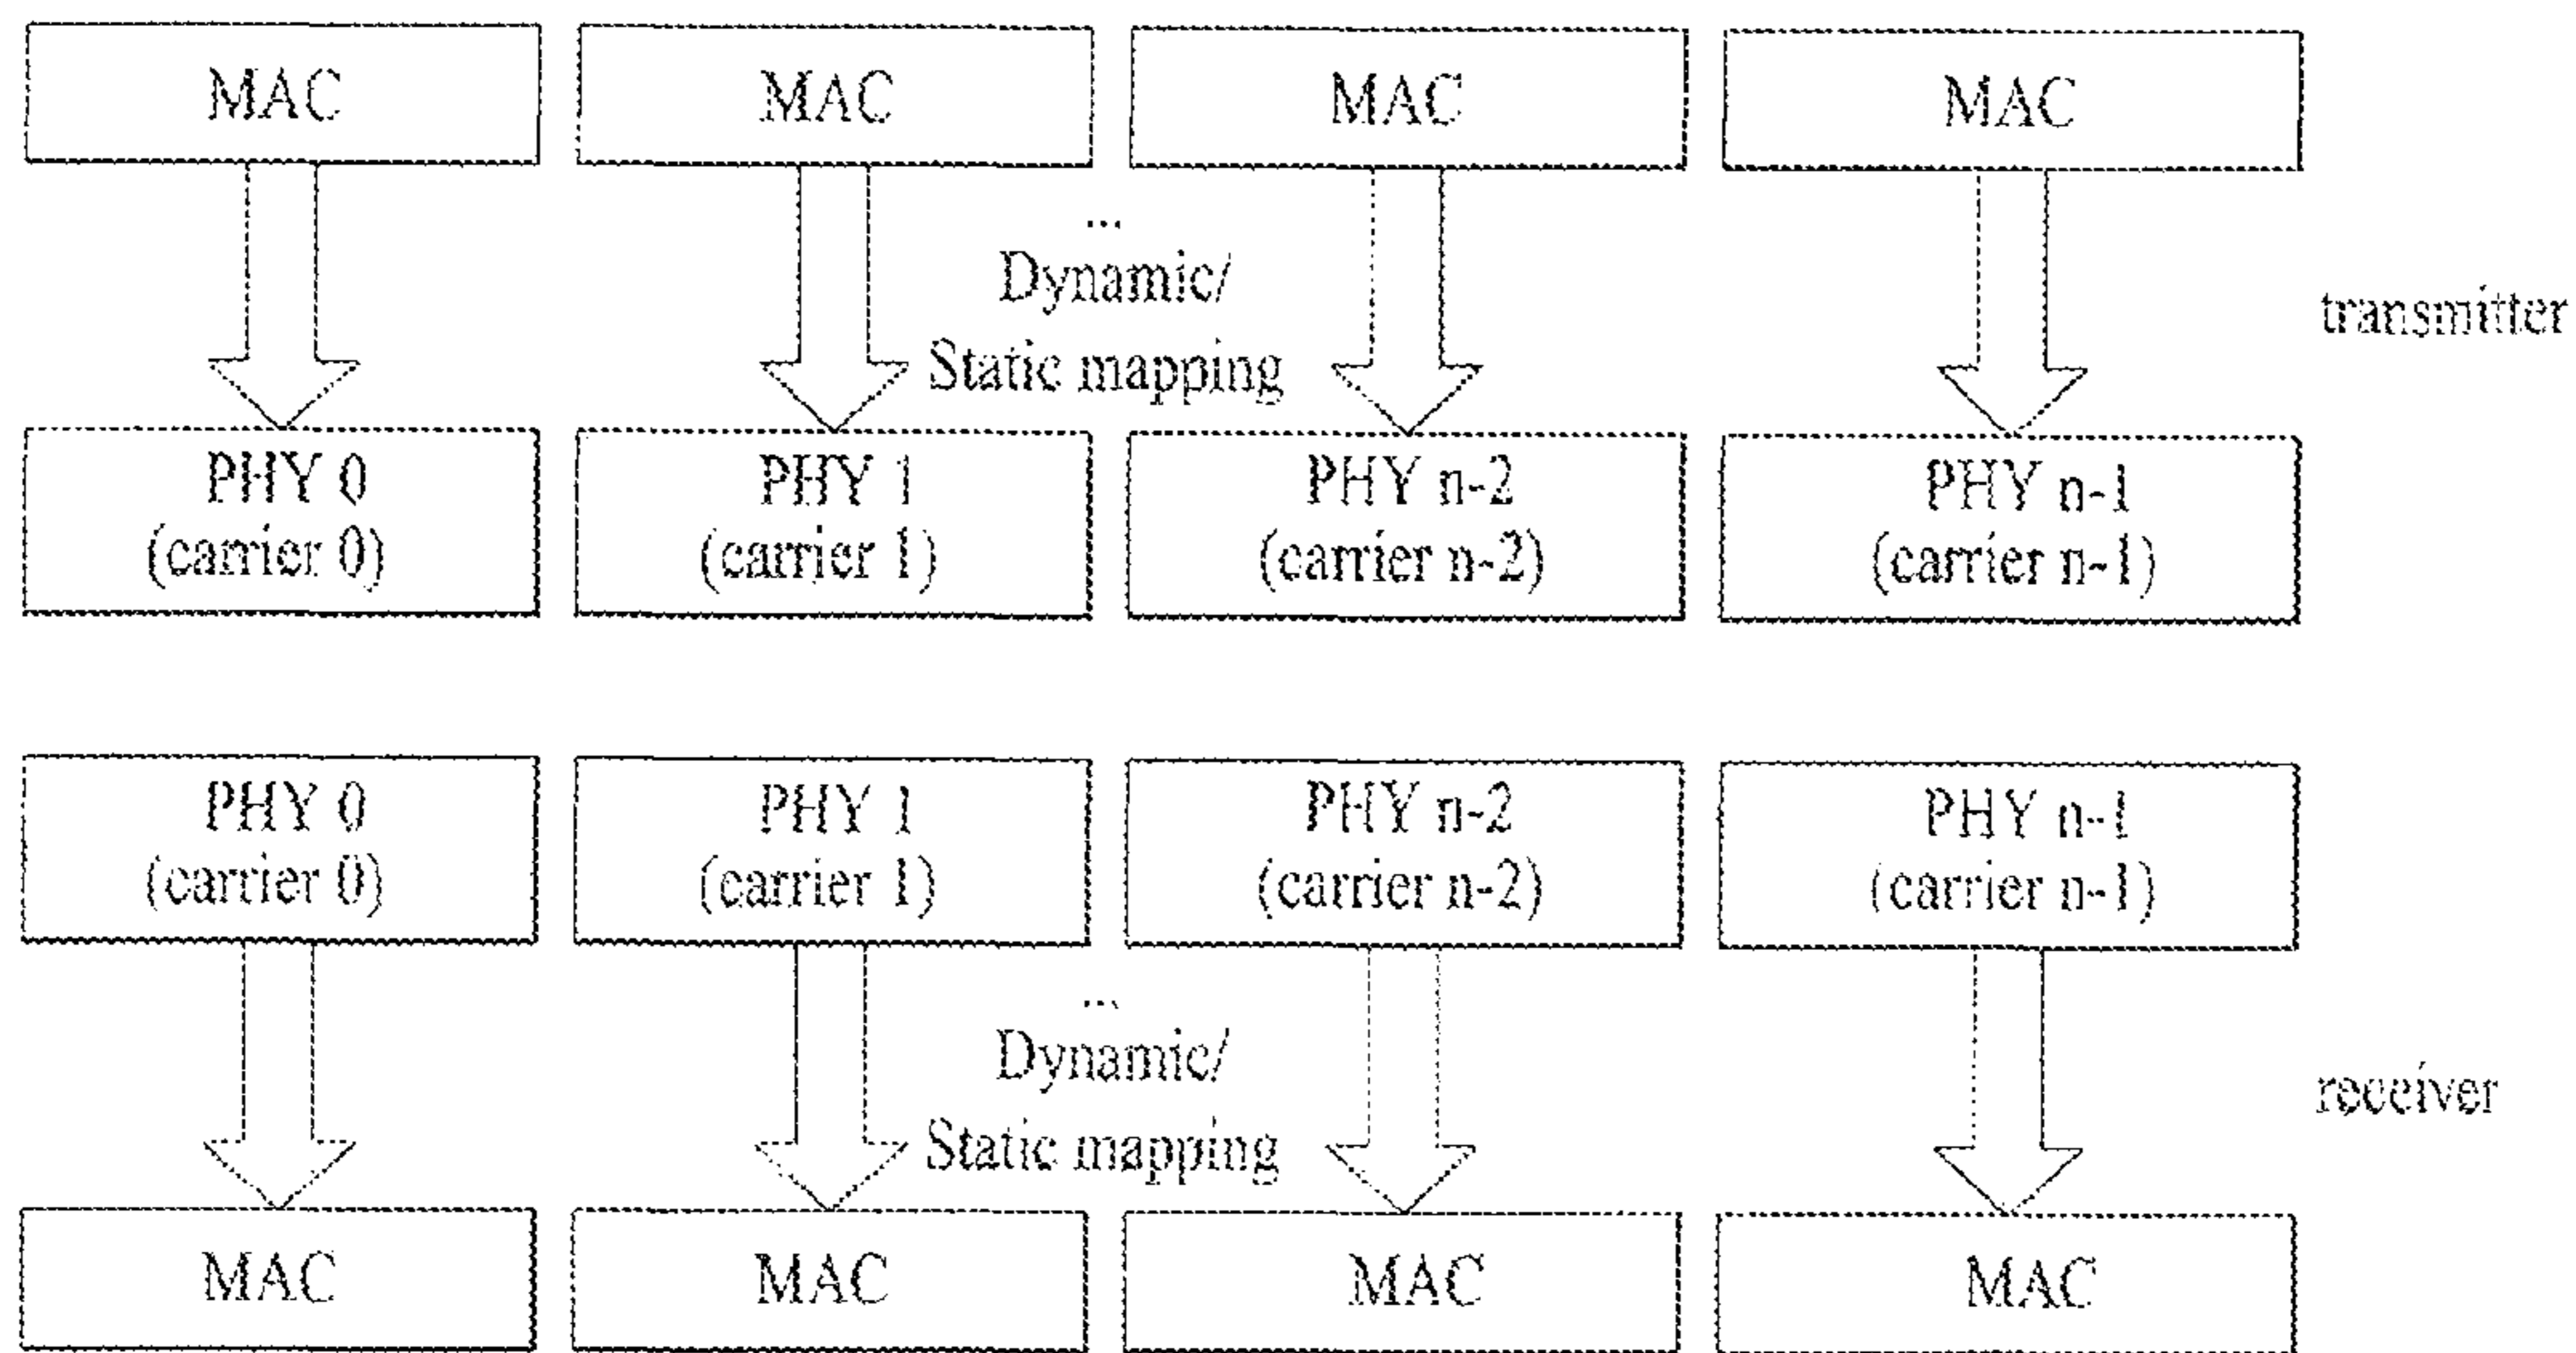 MAC
MAC
MAC
MAC
...
Dynamic/
Static mapping
transmitter
PHY 0
(carrier 0)
PHY 1
(carrier 1)
PHY n-2
(carrier n-2)
PHY n-1
(carrier n-1)
PHY 0
(carrier 0)
PHY 1
(carrier 1)
PHY n-2
(carrier n-2)
PHY n-1
(carrier n-1)
...
Dynamic/
Static mapping
receiver
MAC
MAC
MAC
MAC